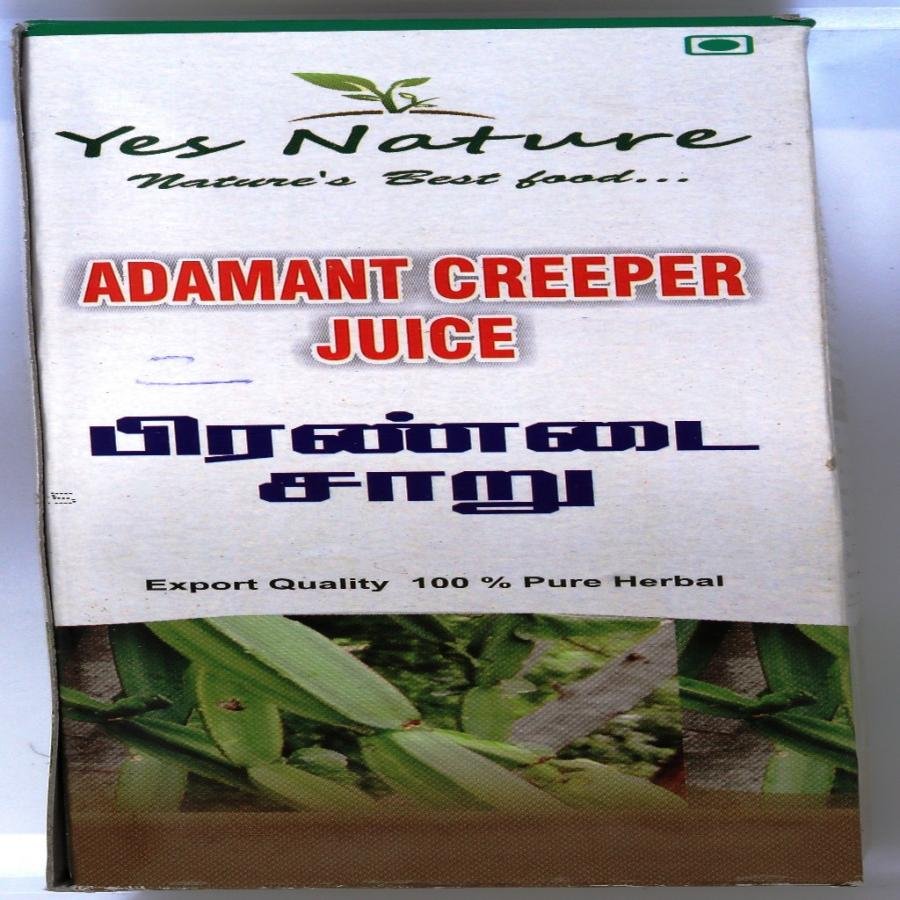 Yes Nature
Nature's Best food...
ADAMANT CREEPER
JUICE
பிரண்டை
சாறு
Export Quality 100 % Pure Herbal